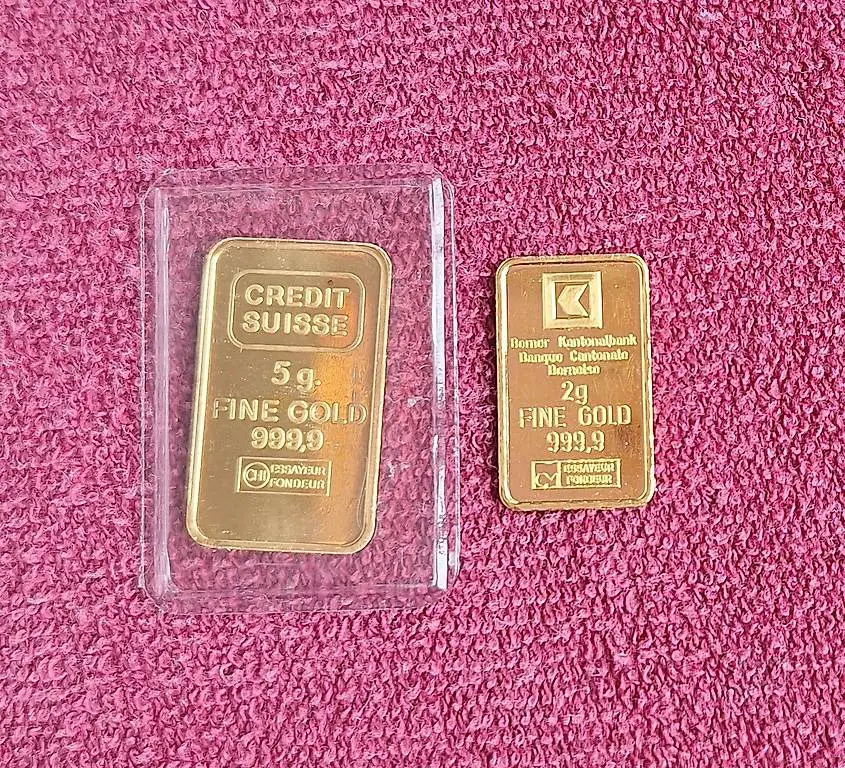 CREDIT
SUISSE
5 g.
FINE GOLD
999,9
CHI ESSAYEUR
FONDEUR
Berner Kantonalbank
Banque Cantonale
Bernoise
2g
FINE GOLD
999,9
ESSAYEUR
FONDEUR